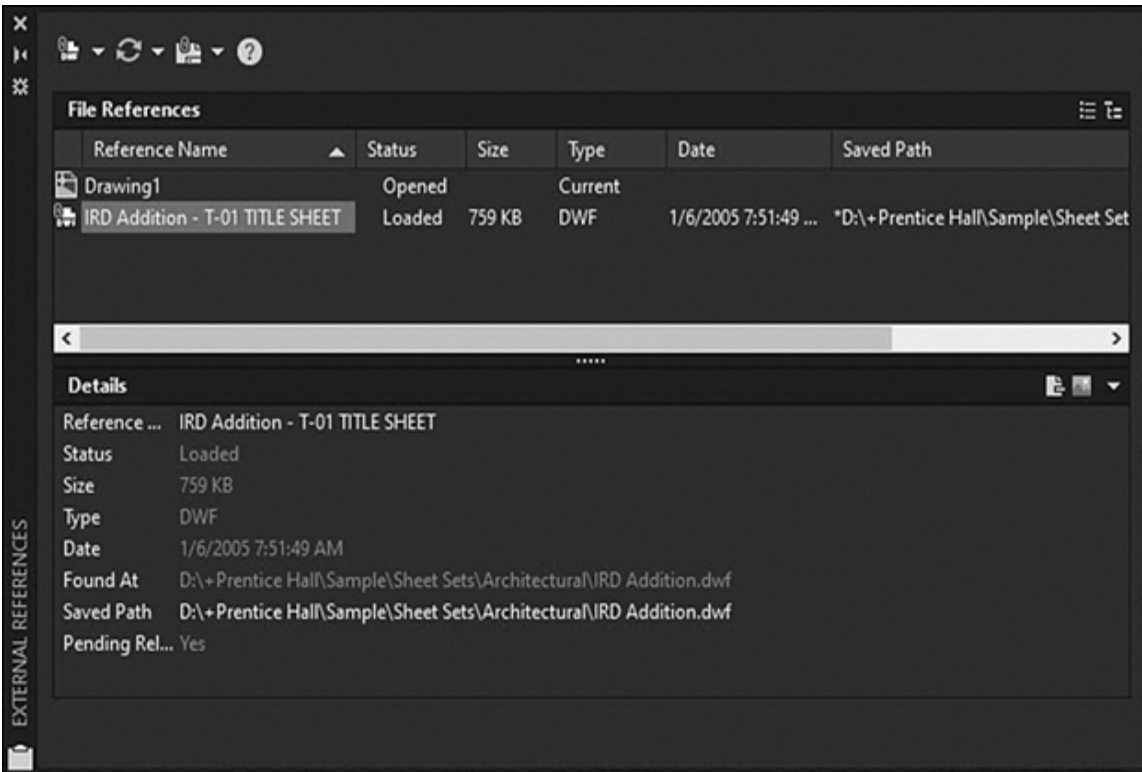 File References
Reference Name Status Size Type Date Saved Path
Drawing1 Opened Current
IRD Addition - T-01 TITLE SHEET Loaded 759 KB DWF 1/6/2005 7:51:49 ... *D:\+Prentice Hall\Sample\Sheet Set
Details
Reference ... IRD Addition - T-01 TITLE SHEET
Status Loaded
Size 759 KB
Type DWF
Date 1/6/2005 7:51:49 AM
Found At D:\+Prentice Hall\Sample\Sheet Sets\Architectural\IRD Addition.dwf
Saved Path D:\+Prentice Hall\Sample\Sheet Sets\Architectural\IRD Addition.dwf
Pending Rel... Yes
EXTERNAL REFERENCES